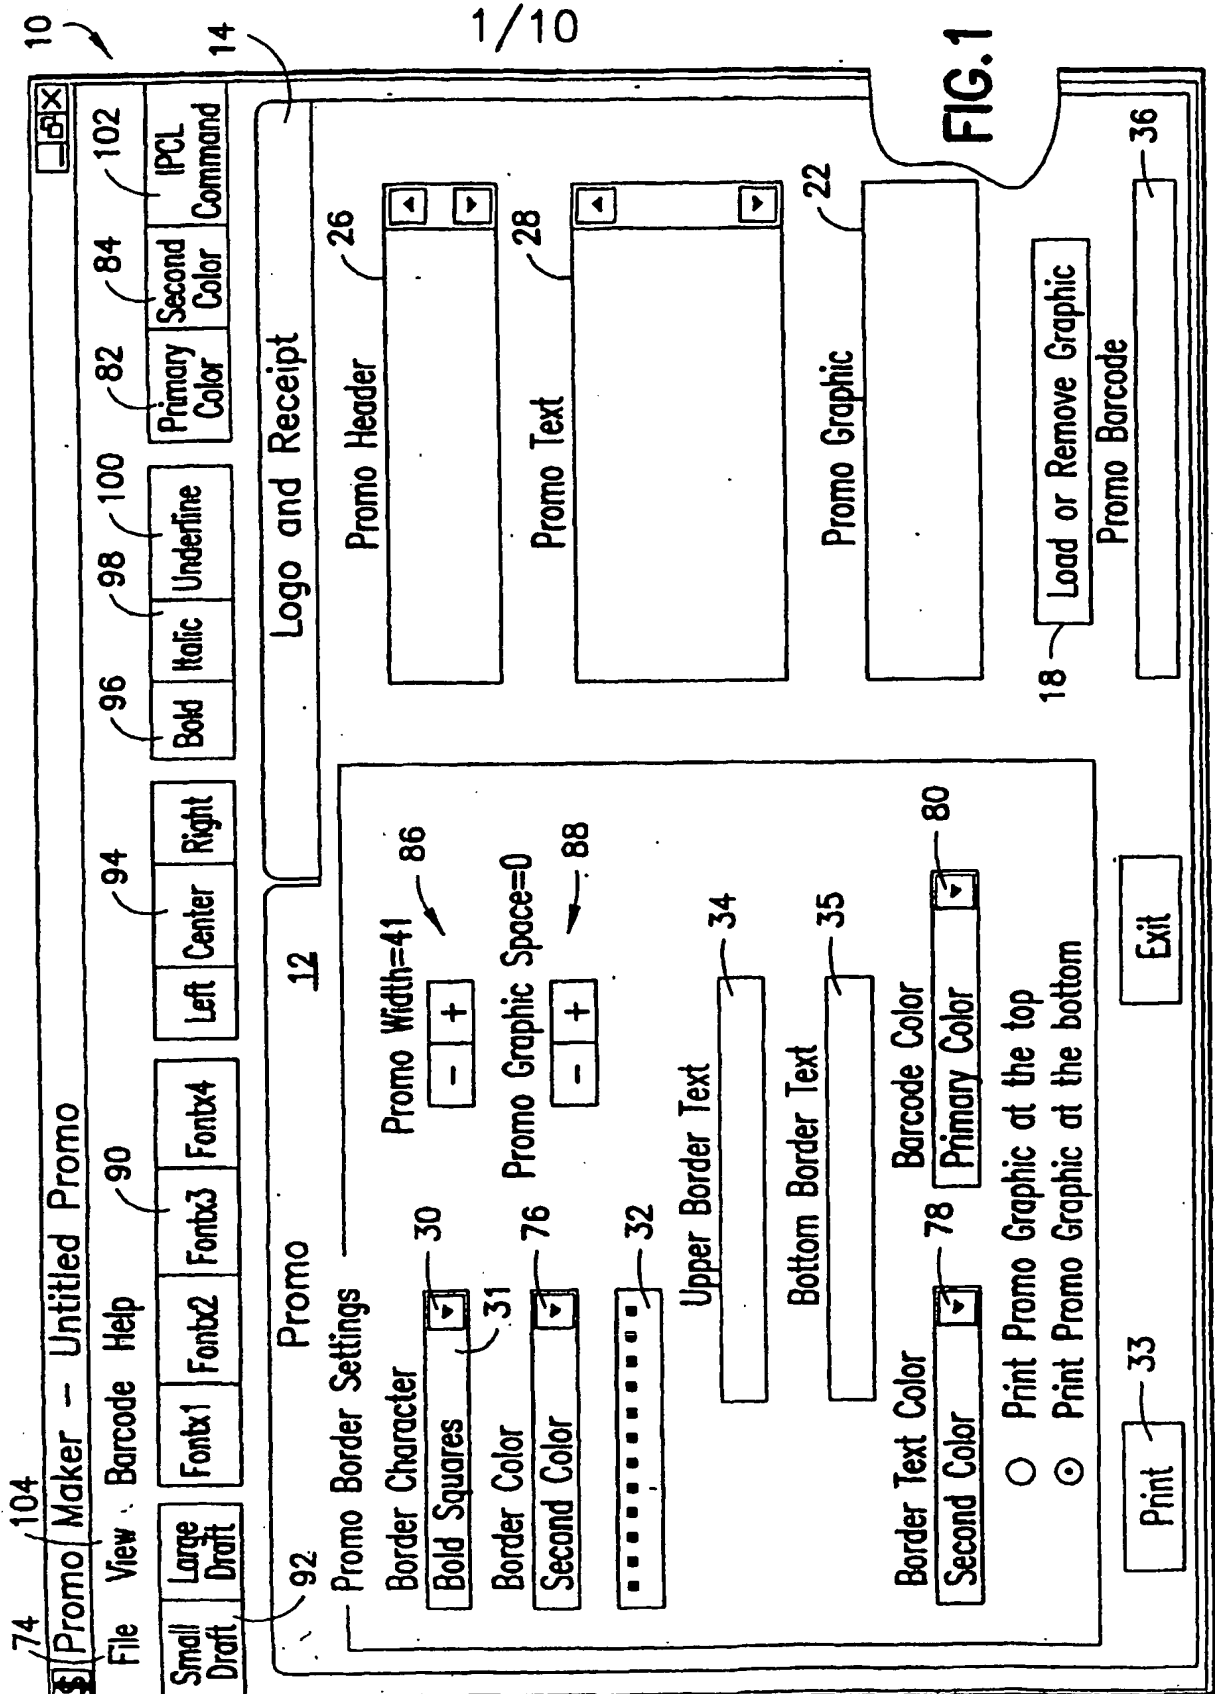 1/10
10
$ Promo Maker – Untitled Promo
74
104
File View Barcode Help
90
94
96
98
100
82
84
102
Small Draft
Large Draft
Fontx1
Fontx2
Fontx3
Fontx4
Left
Center
Right
Bold
Italic
Underline
Primary Color
Second Color
IPCL Command
92
Promo
12
Logo and Receipt
14
Promo Border Settings
Border Character
Bold Squares
30
31
Promo Width=41
- +
86
Border Color
Second Color
76
Promo Graphic Space=0
- +
88
32
Upper Border Text
34
Bottom Border Text
35
Border Text Color
Second Color
78
Barcode Color
Primary Color
80
Print Promo Graphic at the top
Print Promo Graphic at the bottom
Promo Header
26
Promo Text
28
Promo Graphic
22
18
Load or Remove Graphic
Promo Barcode
36
Print
33
Exit
FIG.1